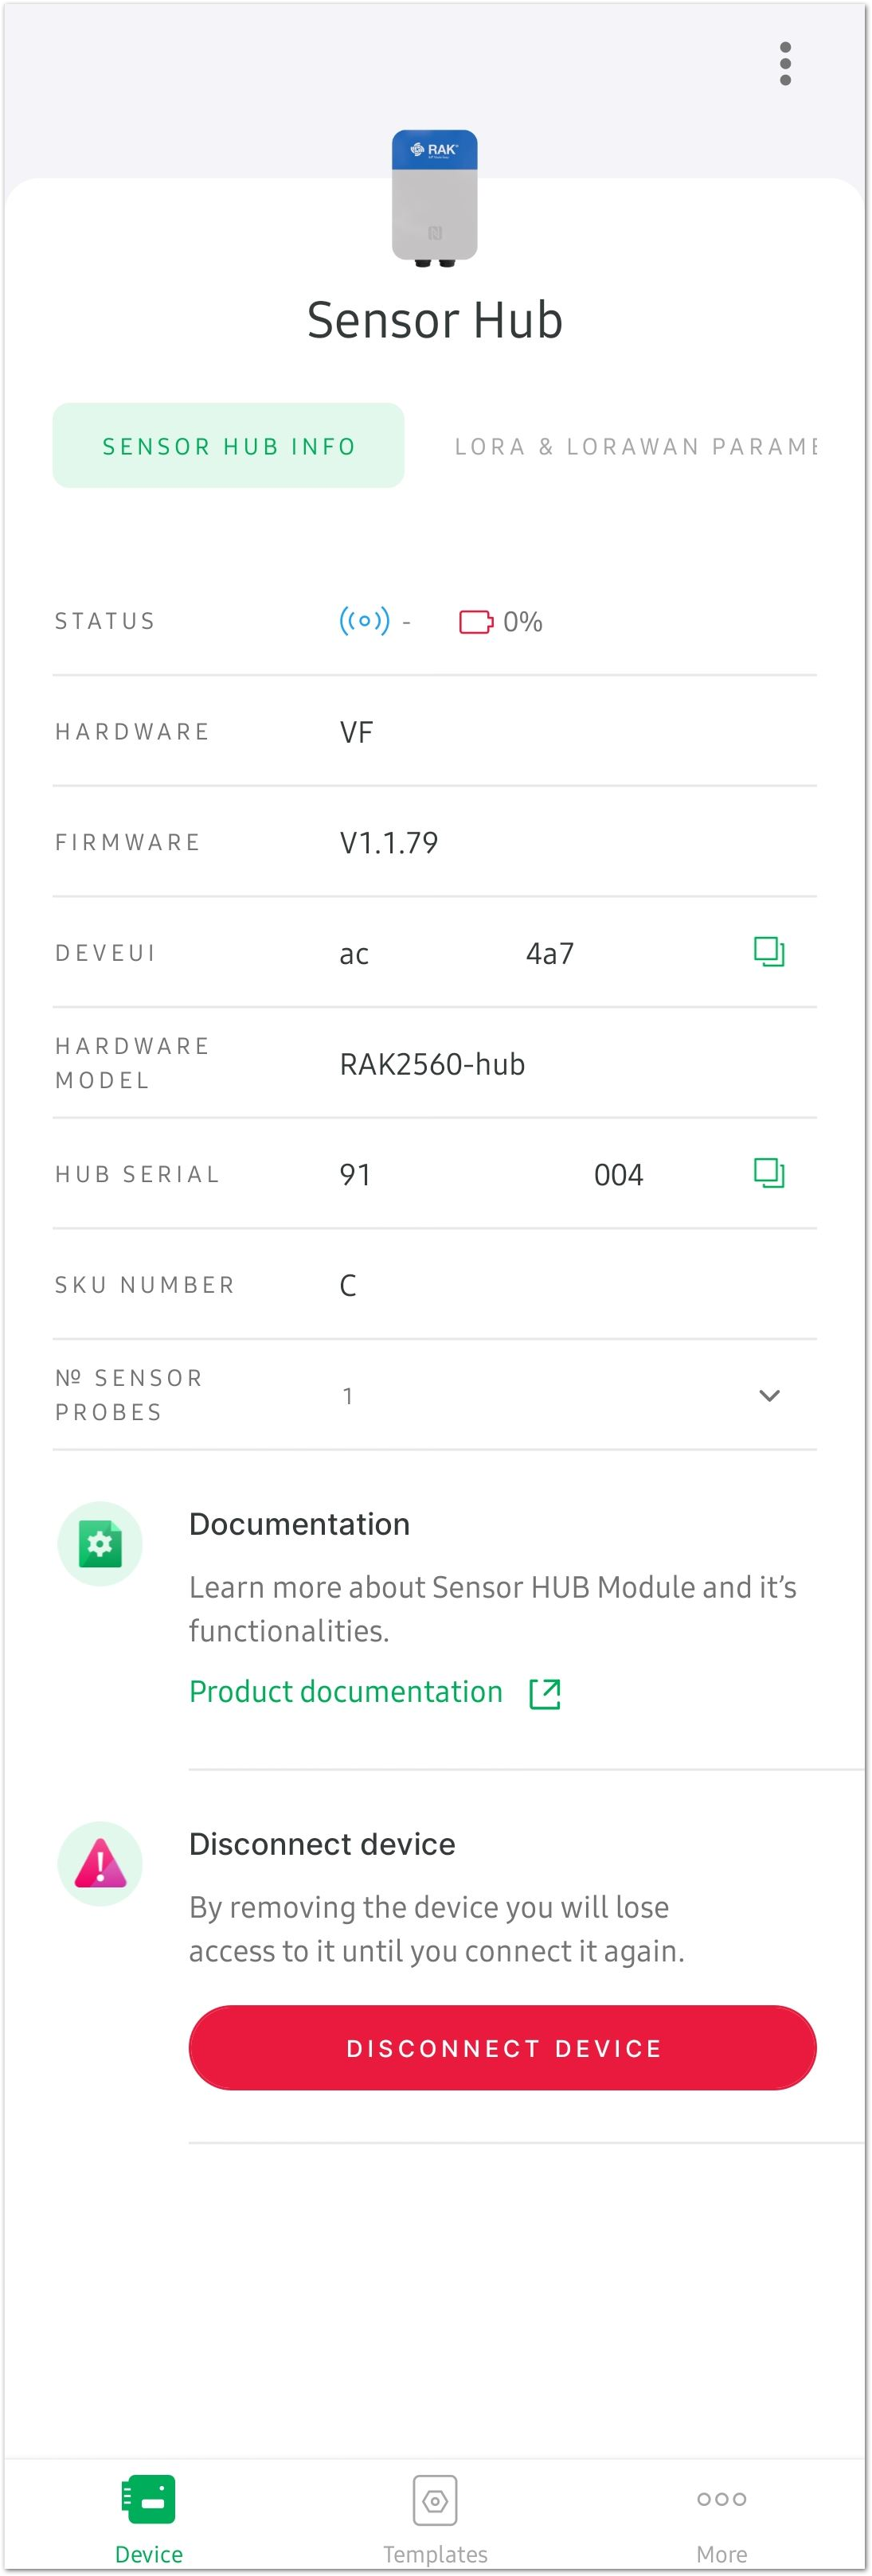 RAK
Sensor Hub
SENSOR HUB INFO
LORA & LORAWAN PARAME
STATUS - 0%
HARDWARE VF
FIRMWARE V1.1.79
DEVEUI ac 4a7
HARDWARE
MODEL
RAK2560-hub
HUB SERIAL 91 004
SKU NUMBER C
Nº SENSOR
PROBES
1
Documentation
Learn more about Sensor HUB Module and it’s
functionalities.
Product documentation
Disconnect device
By removing the device you will lose
access to it until you connect it again.
DISCONNECT DEVICE
Device Templates More